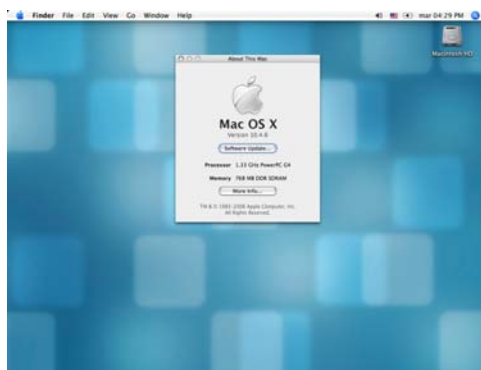 Finder File Edit View Go Window Help mar 04:29 PM
Macintosh HD
About This Mac
Mac OS X
Version 10.4.6
Software Update...
Processor 1.33 GHz PowerPC G4
Memory 768 MB DDR SDRAM
More Info...
TM & © 1983-2006 Apple Computer, Inc.
All Rights Reserved.